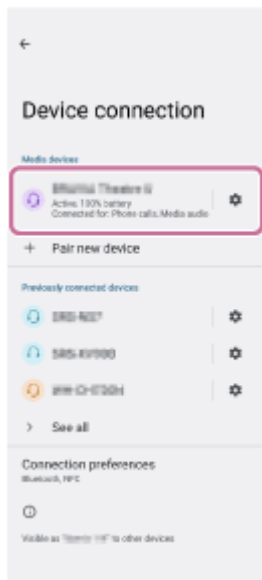 Device connection
Media devices
Theatre U
Active, 100% battery
Connected for: Phone calls, Media audio
Pair new device
Previously connected devices
See all
Connection preferences
Bluetooth, NFC
Visible as to other devices